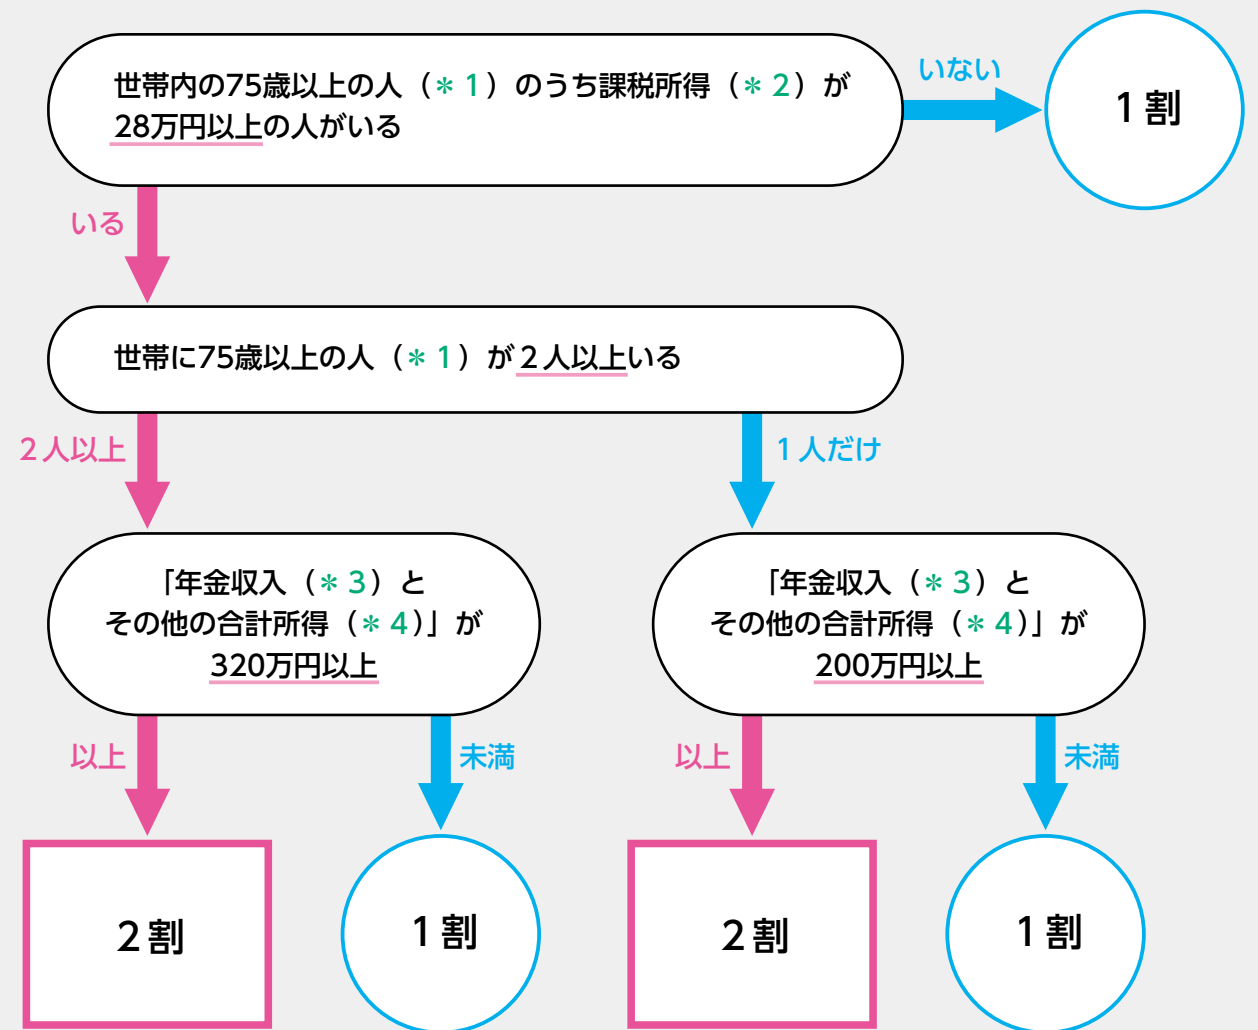 世帯内の75歳以上の人（＊１）のうち課税所得（＊２）が
28万円以上の人がいる
いない
１割
いる
世帯に75歳以上の人（＊１）が２人以上いる
２人以上
１人だけ
「年金収入（＊３）と
その他の合計所得（＊４）」が
320万円以上
「年金収入（＊３）と
その他の合計所得（＊４）」が
200万円以上
以上
未満
以上
未満
２割
１割
２割
１割